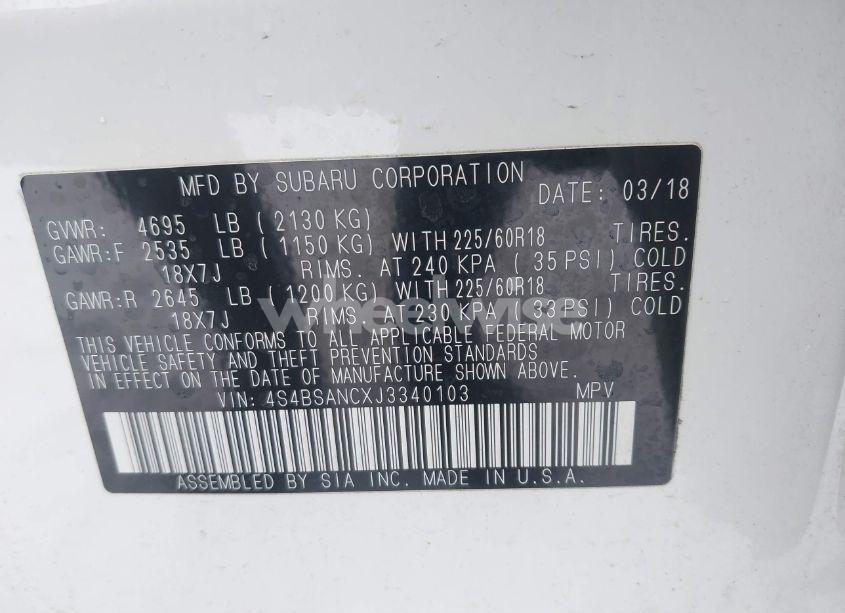 MFD BY SUBARU CORPORATION DATE: 03/18
GVWR: 4695 LB (2130 KG)
GAWR:F 2535 LB (1150 KG) WITH 225/60R18 TIRES.
18X7J RIMS. AT 240 KPA (35 PSI) COLD
GAWR:R 2645 LB (1200 KG) WITH 225/60R18 TIRES.
18X7J RIMS. AT 230 KPA (33 PSI) COLD
wheelwise
THIS VEHICLE CONFORMS TO ALL APPLICABLE FEDERAL MOTOR
VEHICLE SAFETY AND THEFT PREVENTION STANDARDS
IN EFFECT ON THE DATE OF MANUFACTURE SHOWN ABOVE.
VIN: 4S4BSANCXJ3340103 MPV
ASSEMBLED BY SIA INC. MADE IN U.S.A.